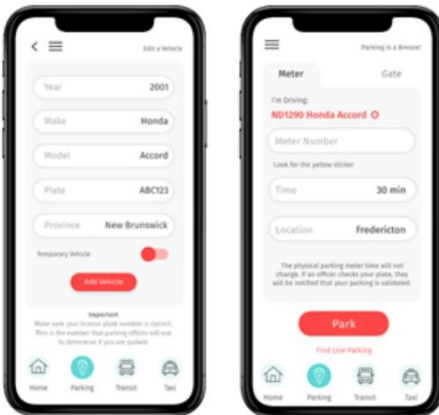 Edit a Vehicle
Year 2001
Make Honda
Model Accord
Plate ABC123
Province New Brunswick
Temporary Vehicle
Add Vehicle
Important
Make sure your license plate number is correct.
This is the number that parking officers will use
to determine if you are parked.
Home Parking Transit Taxi
Parking is a Breeze!
Meter Gate
I'm Driving:
ND1290 Honda Accord
Meter Number
Look for the yellow sticker
Time 30 min
Location Fredericton
The physical parking meter time will not
change. If an officer checks your plate, they
will be notified that your parking is validated.
Park
Find Live Parking
Home Parking Transit Taxi